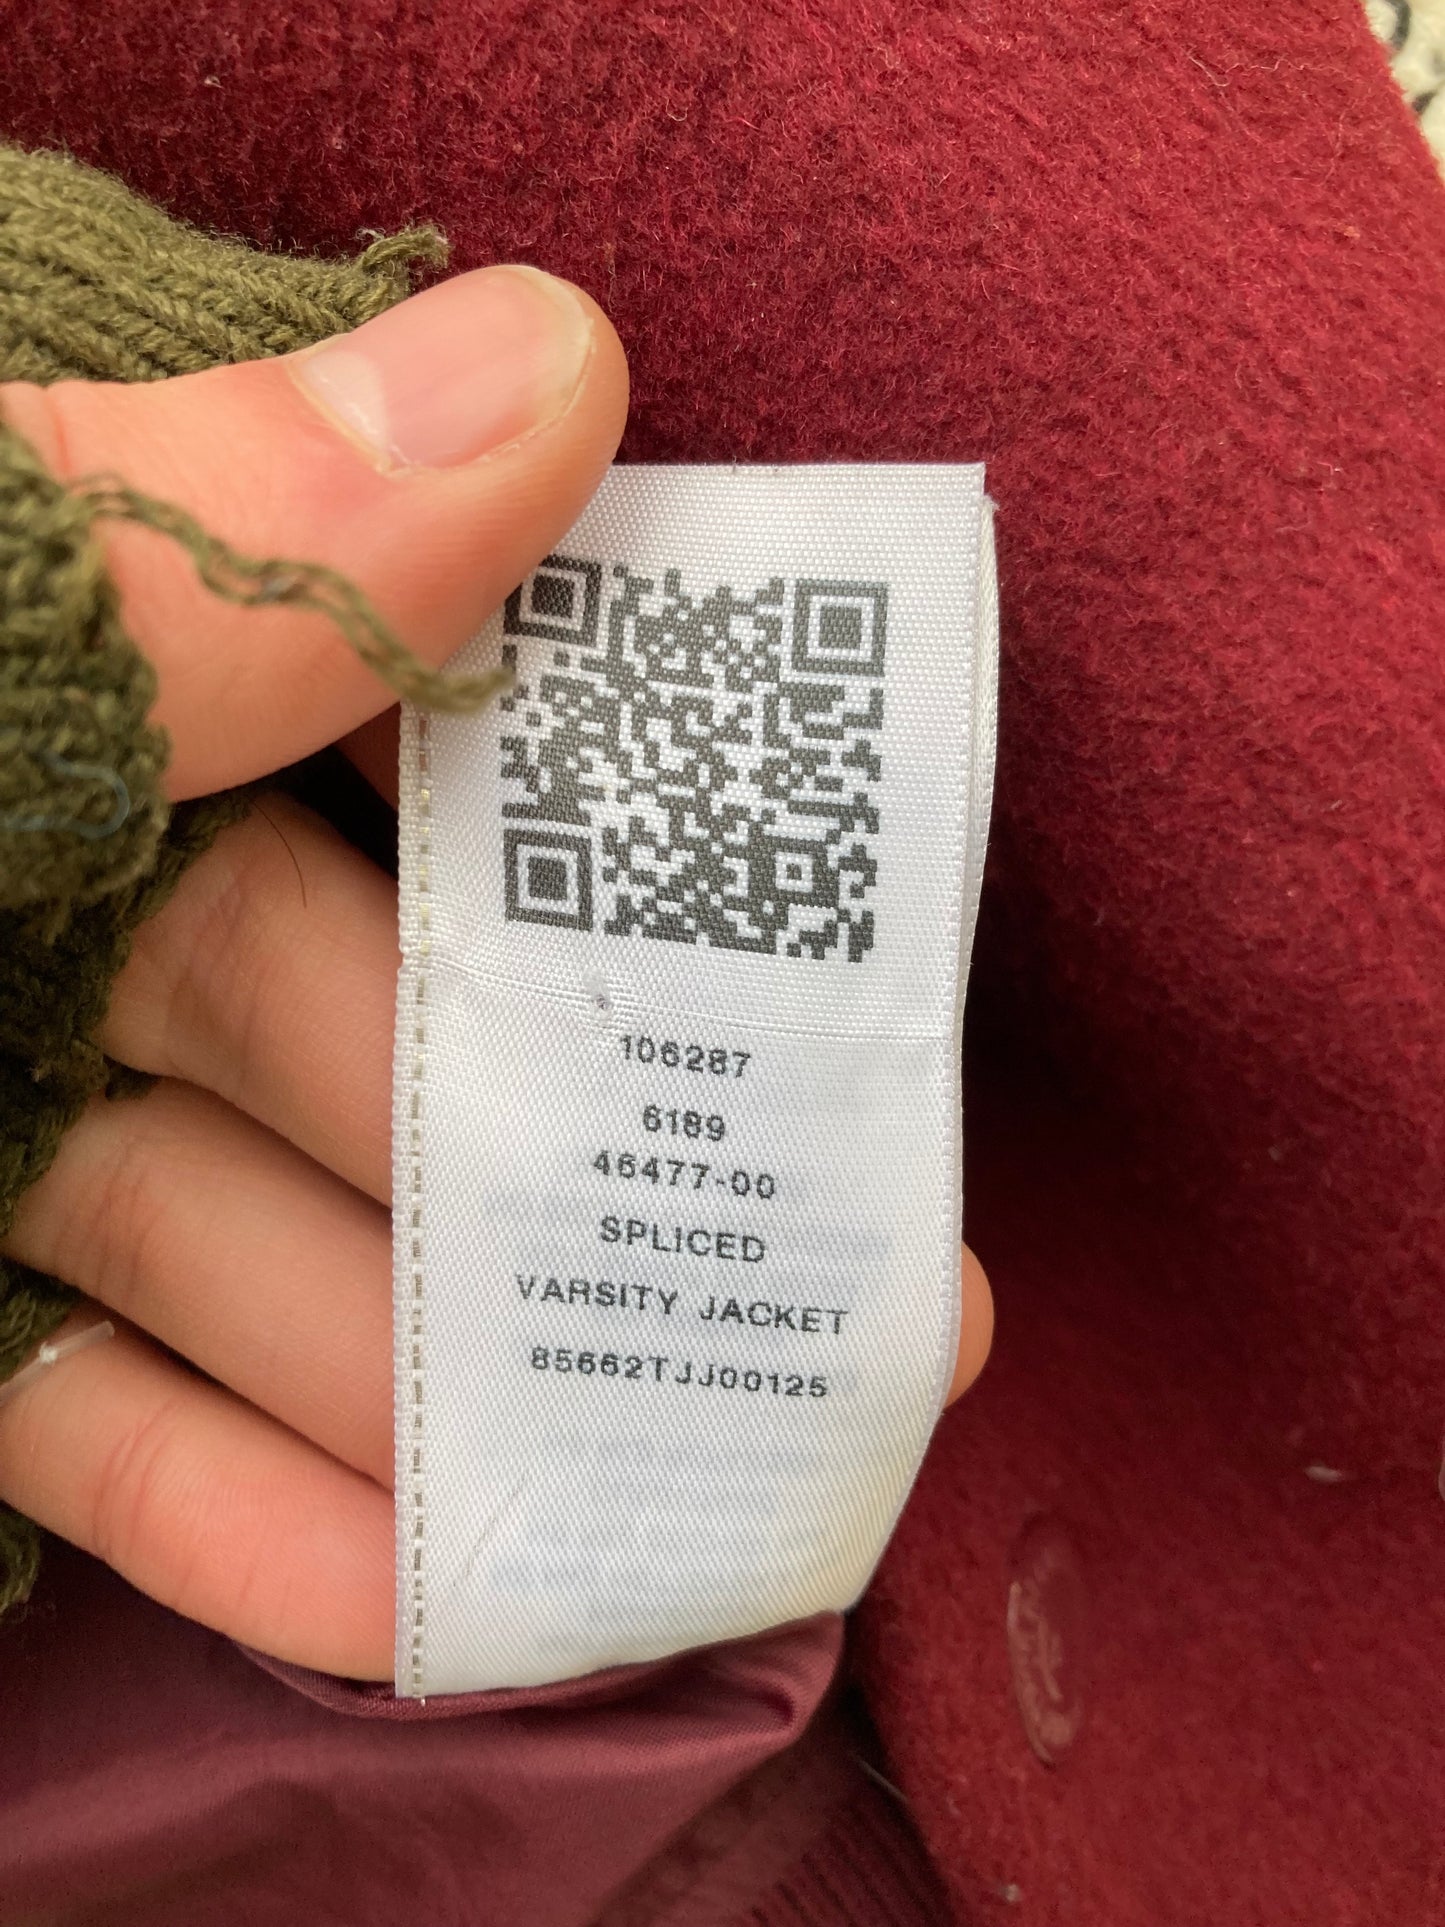 106287
6189
46477-00
SPLICED
VARSITY JACKET
85662TJJ00125